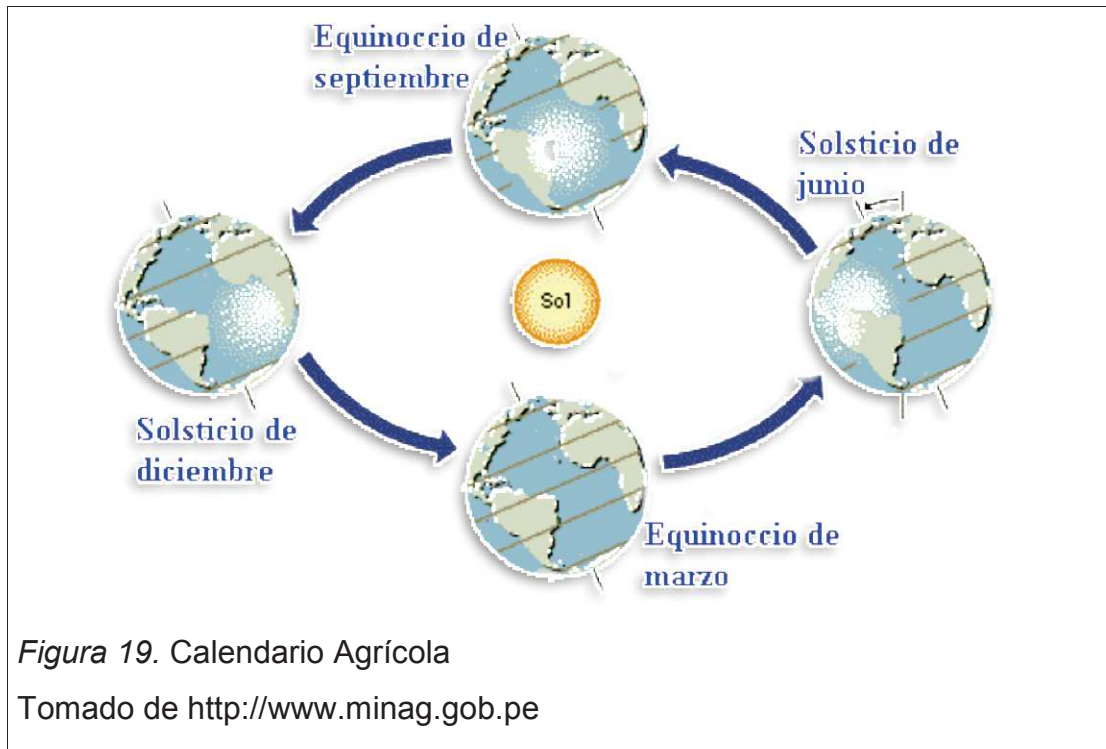 Equinoccio de
septiembre
Solsticio de
junio
Sol
Solsticio de
diciembre
Equinoccio de
marzo
Figura 19. Calendario Agrícola
Tomado de http://www.minag.gob.pe